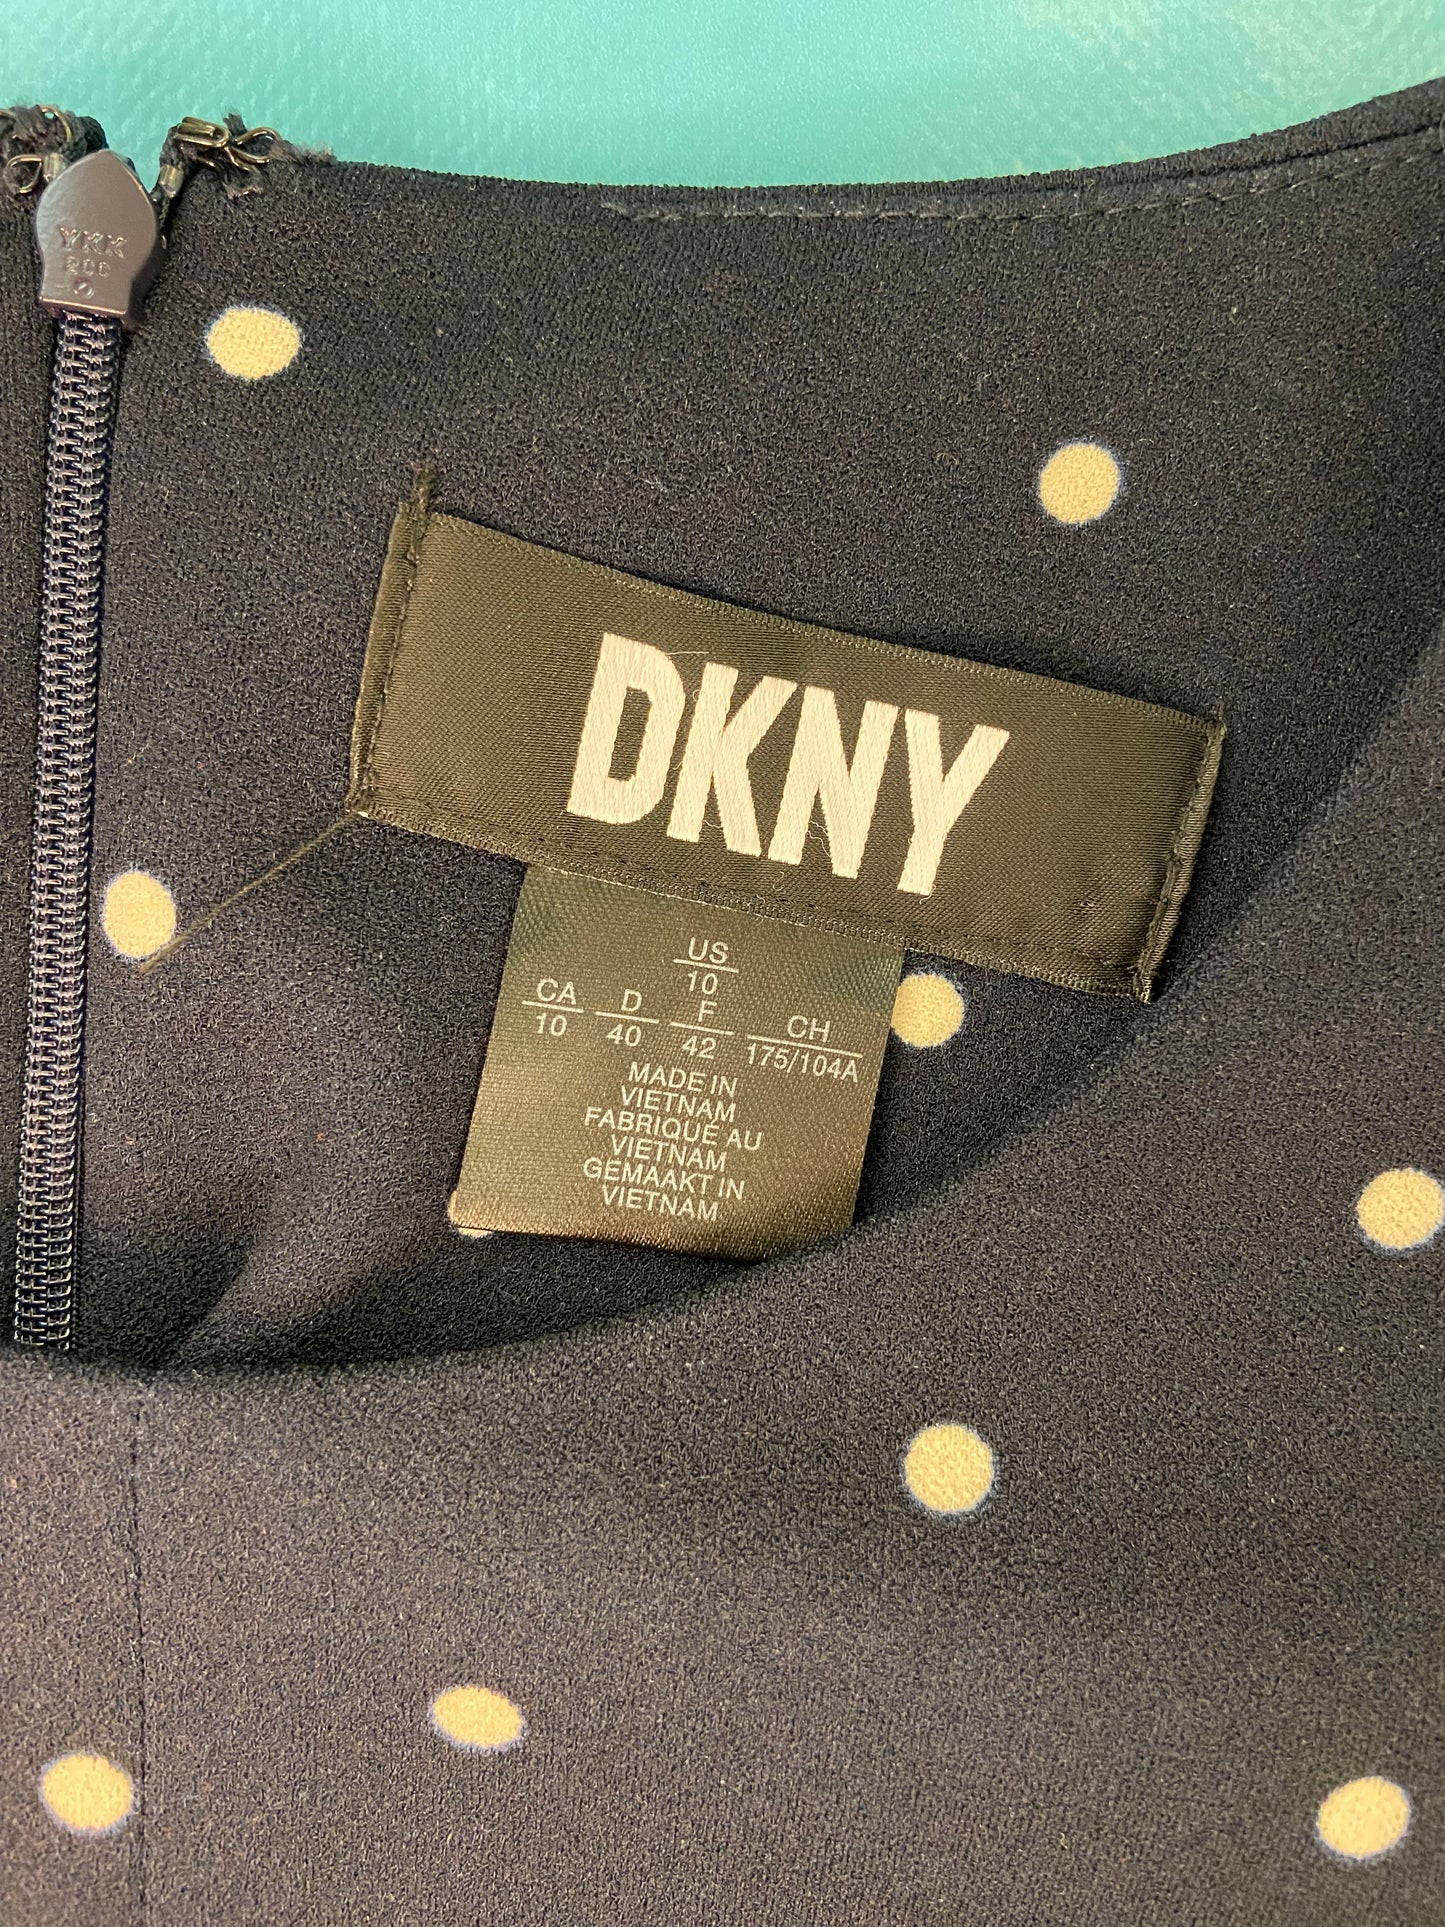 YKK
200
DKNY
US
10
CA D F CH
10 40 42 175/104A
MADE IN
VIETNAM
FABRIQUÉ AU
VIETNAM
GEMAAKT IN
VIETNAM